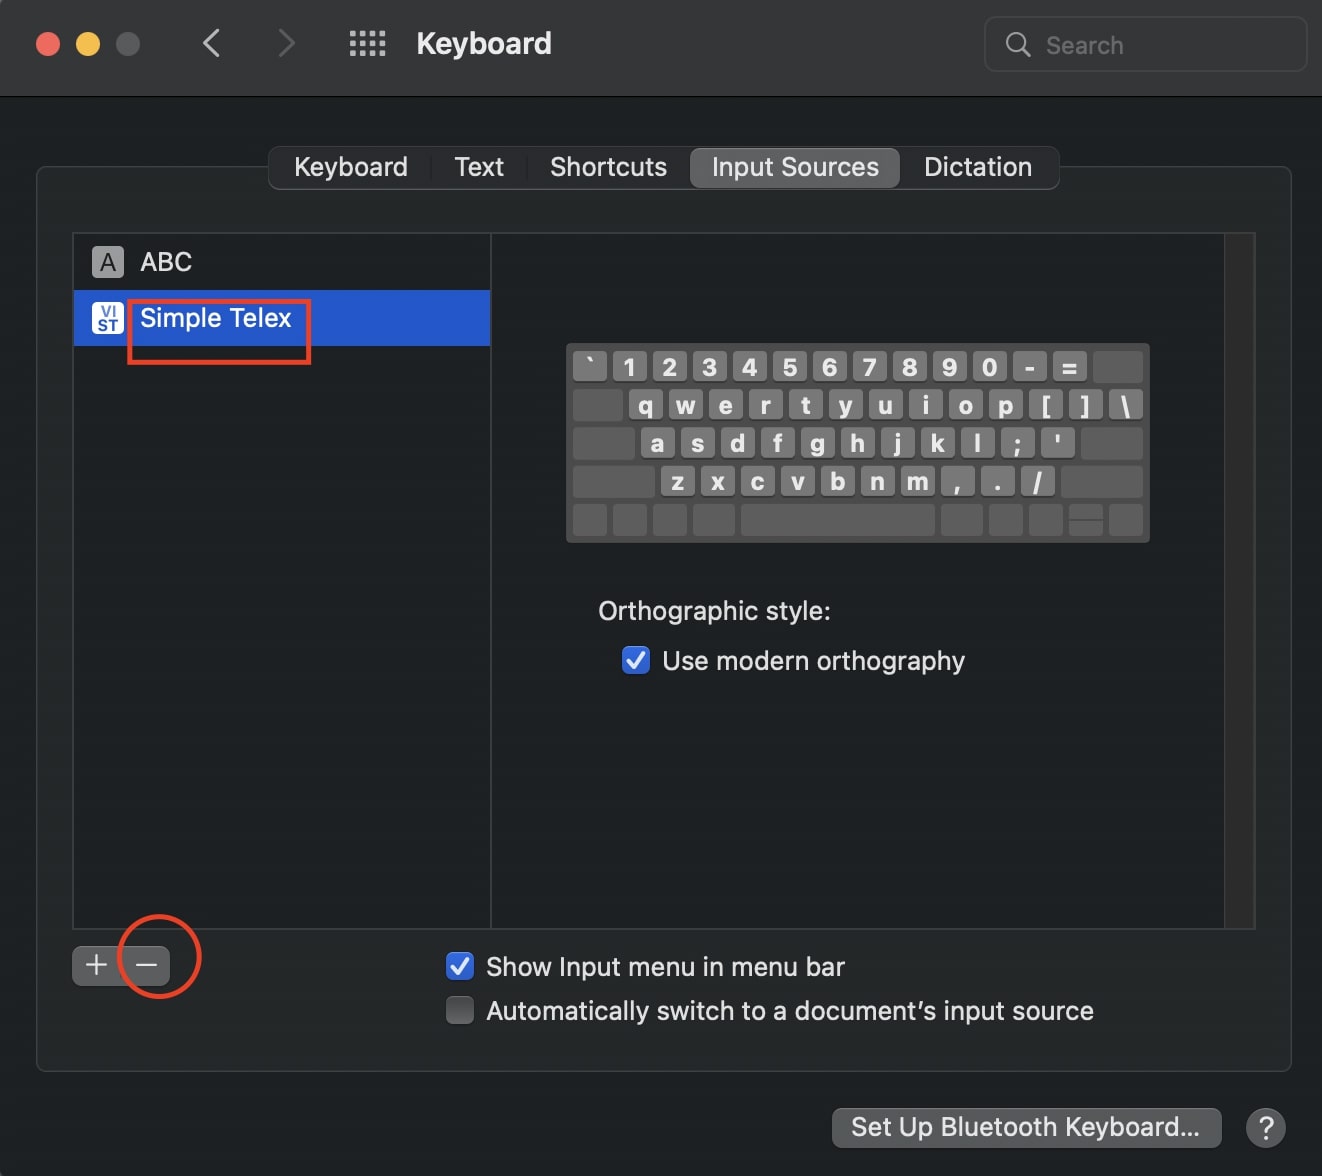 Keyboard
Search
Keyboard Text Shortcuts Input Sources Dictation
A ABC
VI
ST Simple Telex
` 1 2 3 4 5 6 7 8 9 0 - =
q w e r t y u i o p [ ] \
a s d f g h j k l ; '
z x c v b n m , . /
Orthographic style:
Use modern orthography
+ −
Show Input menu in menu bar
Automatically switch to a document’s input source
Set Up Bluetooth Keyboard... ?